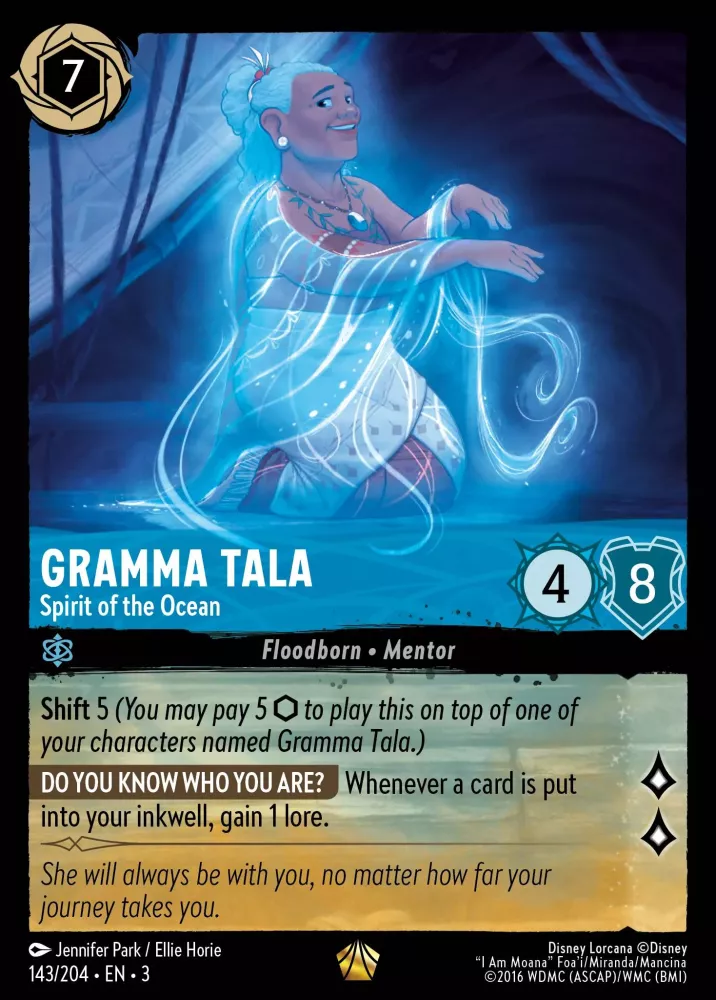 7
GRAMMA TALA
Spirit of the Ocean
4
8
Floodborn • Mentor
Shift 5 (You may pay 5 to play this on top of one of
your characters named Gramma Tala.)
DO YOU KNOW WHO YOU ARE? Whenever a card is put
into your inkwell, gain 1 lore.
She will always be with you, no matter how far your
journey takes you.
Jennifer Park / Ellie Horie
143/204 • EN • 3
Disney Lorcana ©Disney
“I Am Moana” Foa’i/Miranda/Mancina
©2016 WDMC (ASCAP)/WMC (BMI)